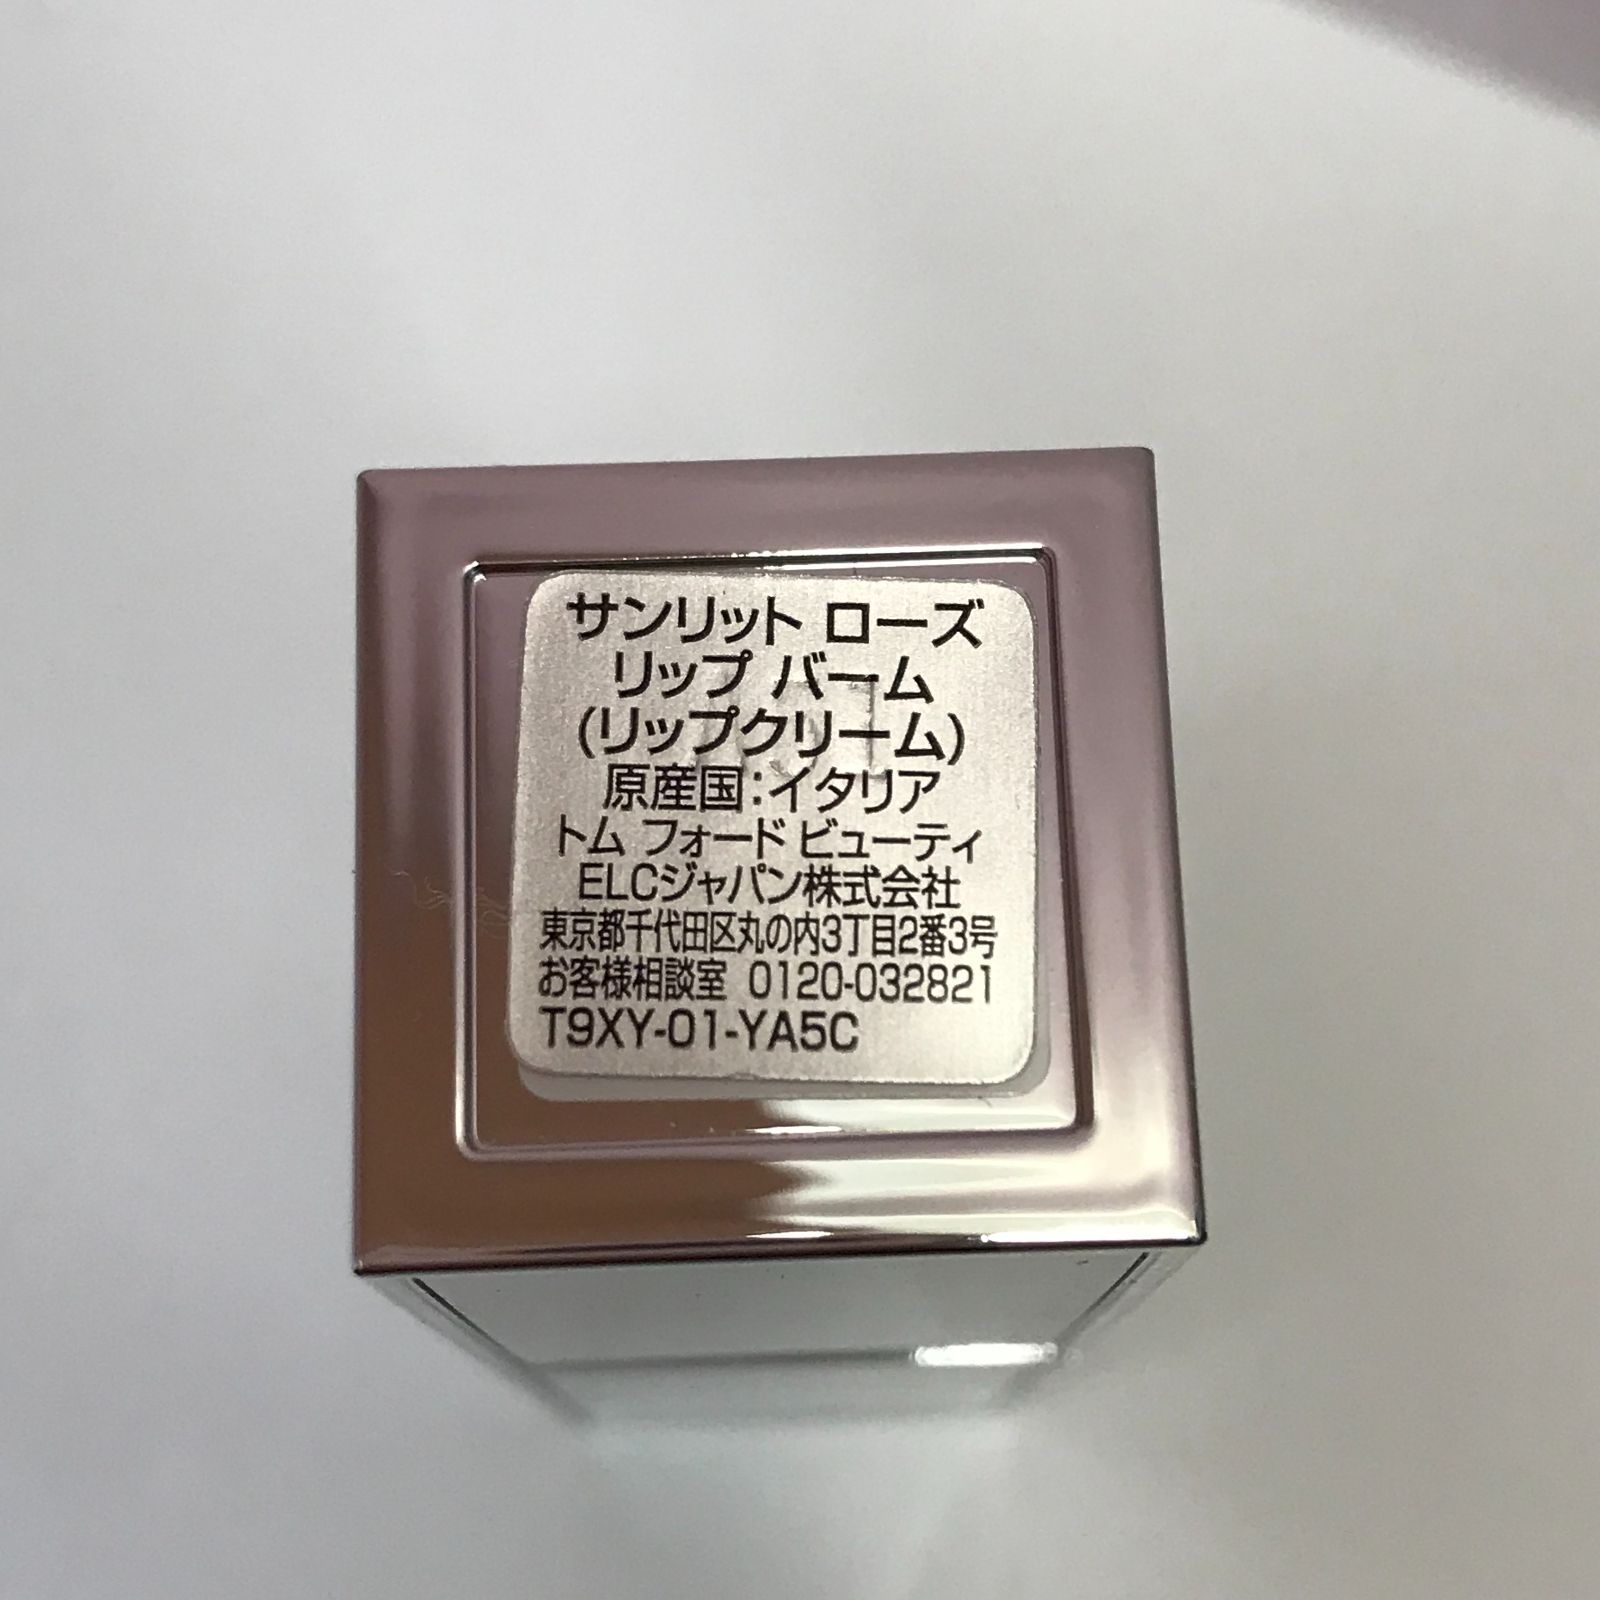 サンリット ローズ
リップ バーム
(リップクリーム)
原産国:イタリア
トム フォード ビューティ
ELCジャパン株式会社
東京都千代田区丸の内3丁目2番3号
お客様相談室 0120-032821
T9XY-01-YA5C